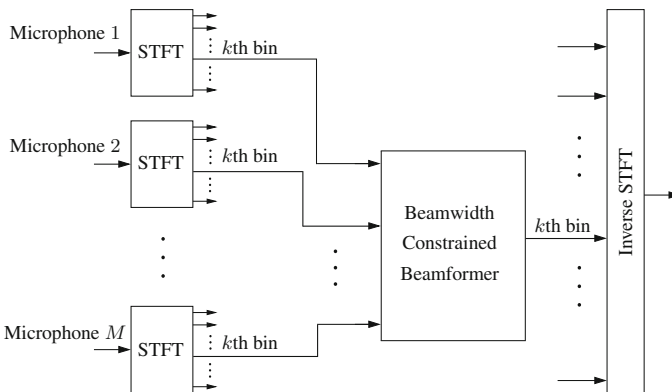 Microphone 1
STFT
kth bin
Microphone 2
STFT
kth bin
Microphone M
STFT
kth bin
Beamwidth
Constrained
Beamformer
kth bin
Inverse STFT